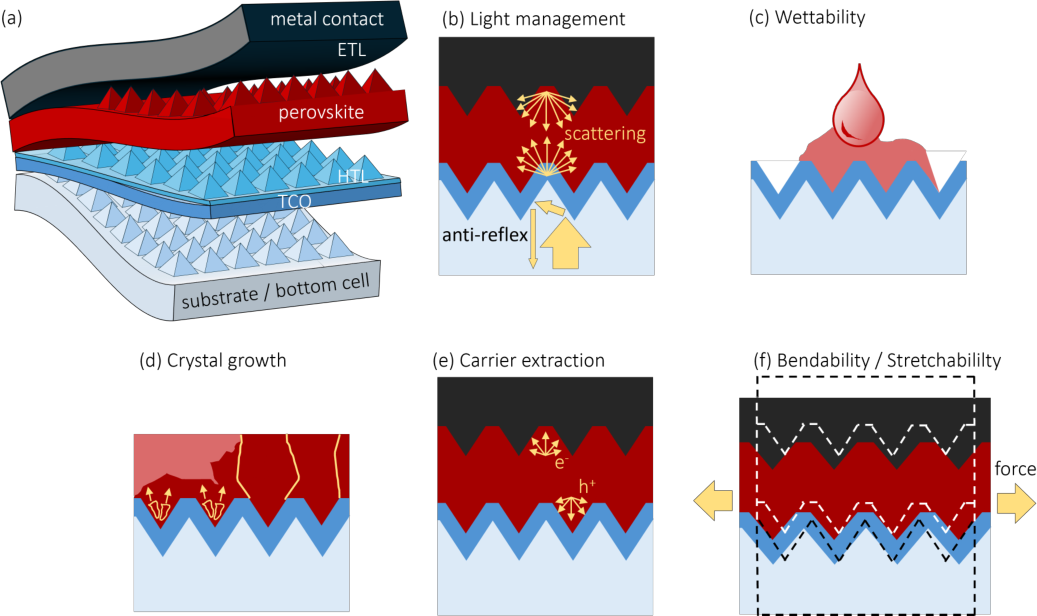 (a)
metal contact
ETL
perovskite
HTL
TCO
substrate / bottom cell
(b) Light management
scattering
anti-reflex
(c) Wettability
(d) Crystal growth
(e) Carrier extraction
e⁻
h⁺
(f) Bendability / Stretchabililty
force